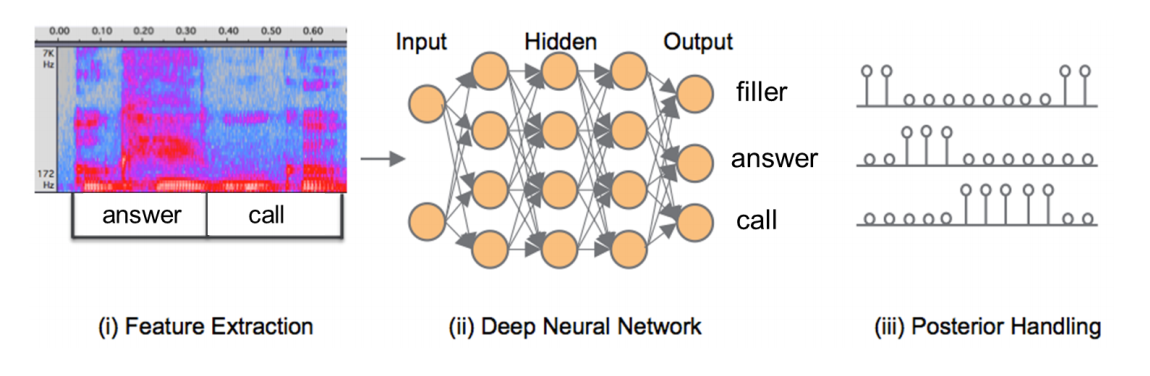 0.00 0.10 0.20 0.30 0.40 0.50 0.60
7K
Hz
172
Hz
answer call
Input Hidden Output
filler
answer
call
(i) Feature Extraction
(ii) Deep Neural Network
(iii) Posterior Handling